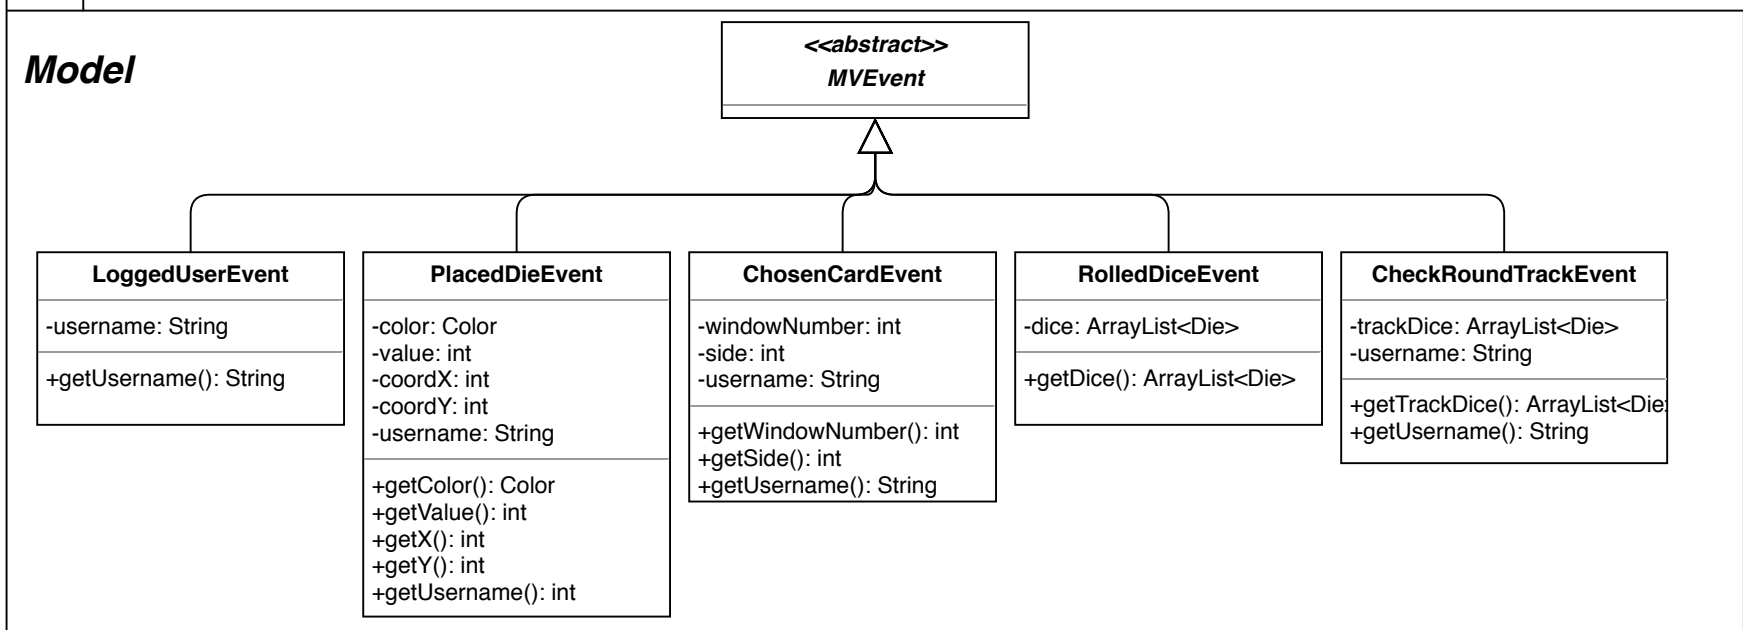 Model
<<abstract>>
MVEvent
LoggedUserEvent
-username: String
+getUsername(): String
PlacedDieEvent
-color: Color
-value: int
-coordX: int
-coordY: int
-username: String
+getColor(): Color
+getValue(): int
+getX(): int
+getY(): int
+getUsername(): int
ChosenCardEvent
-windowNumber: int
-side: int
-username: String
+getWindowNumber(): int
+getSide(): int
+getUsername(): String
RolledDiceEvent
-dice: ArrayList<Die>
+getDice(): ArrayList<Die>
CheckRoundTrackEvent
-trackDice: ArrayList<Die>
-username: String
+getTrackDice(): ArrayList<Die
+getUsername(): String